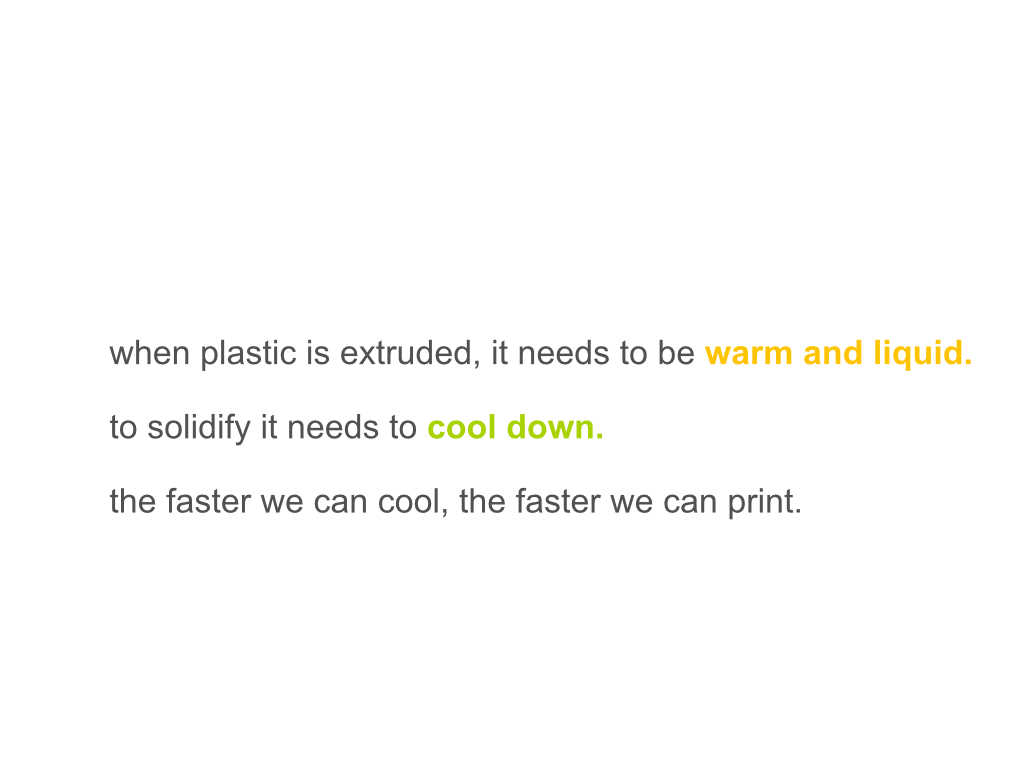 when plastic is extruded, it needs to be warm and liquid.
to solidify it needs to cool down.
the faster we can cool, the faster we can print.